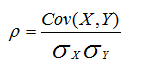 ρ = Cov(X,Y) / σ_X σ_Y